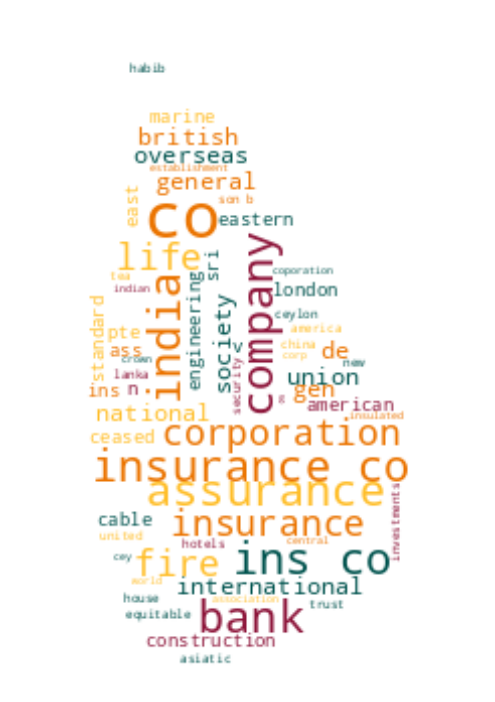 habib
marine
british
overseas
establishment
general
son b
east
co
eastern
life
sri
company
coporation
tea
indian
india
engineering
london
standard
society
ceylon
pte
america
ass
v
china
de
crown
corp
new
lanka
security
union
ins
n
gen
american
national
insulated
ceased
corporation
insurance co
assurance
cable
insurance
investments
united
hotels
central
cey
fire
ins co
world
international
house
association
trust
equitable
bank
construction
asiatic